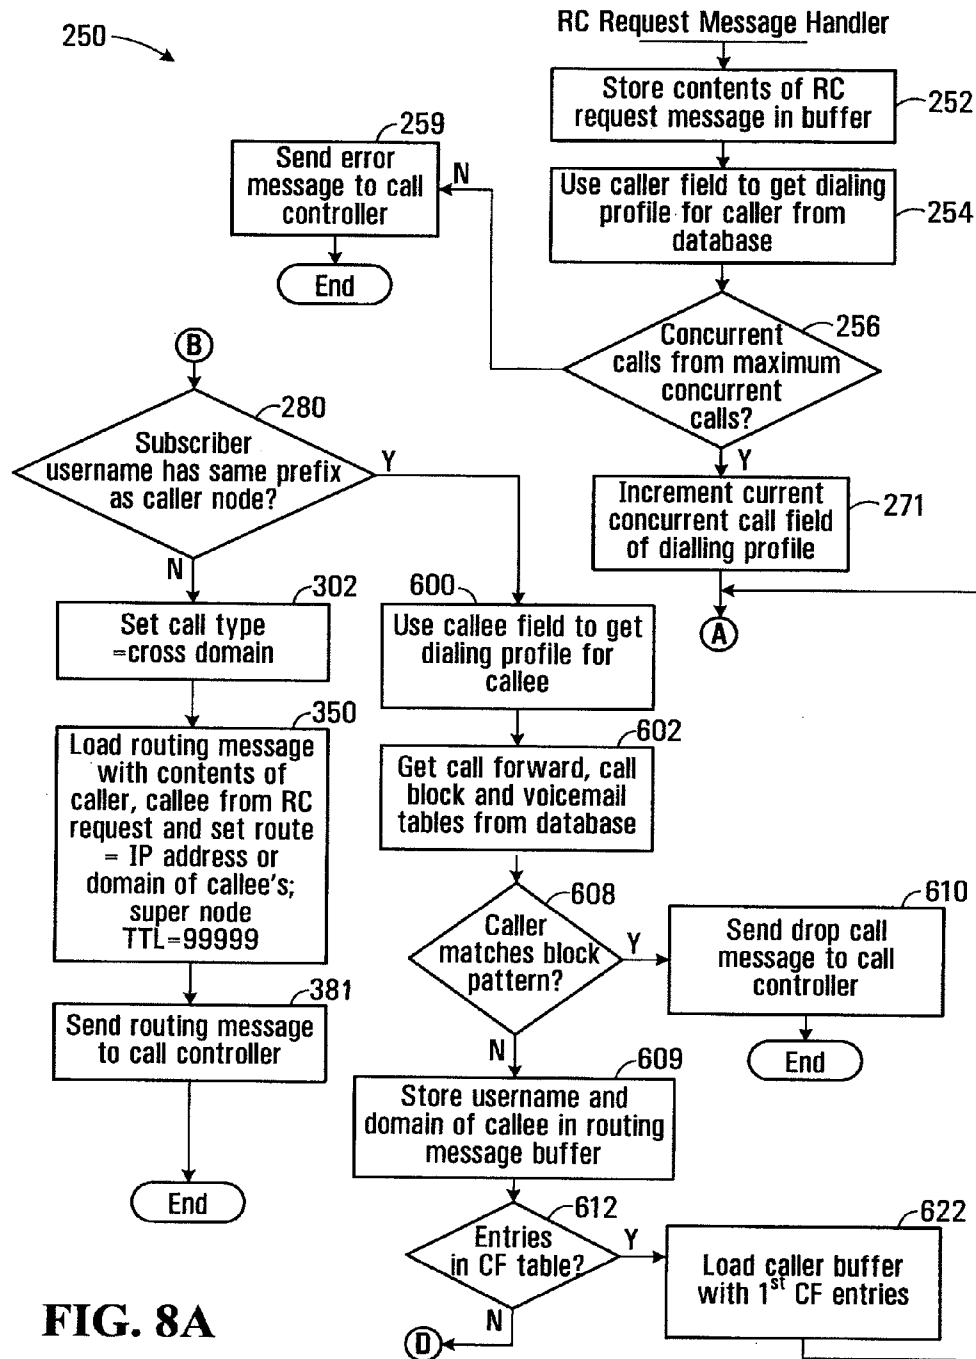 RC Request Message Handler
250
Store contents of RC
request message in buffer
252
259
Send error
message to call
controller
N
Use caller field to get dialing
profile for caller from
database
254
End
256
Concurrent
calls from maximum
concurrent
calls?
B
280
Subscriber
username has same prefix
as caller node?
Y
Y
Increment current
concurrent call field
of dialling profile
271
N
302
Set call type
=cross domain
600
Use callee field to get
dialing profile for
callee
A
350
Load routing message
with contents of
caller, callee from RC
request and set route
= IP address or
domain of callee's;
super node
TTL=99999
602
Get call forward, call
block and voicemail
tables from database
608
Caller
matches block
pattern?
Y
610
Send drop call
message to call
controller
381
Send routing message
to call controller
N
End
609
Store username and
domain of callee in routing
message buffer
End
612
Entries
in CF table?
Y
622
Load caller buffer
with 1st CF entries
N
D
FIG. 8A